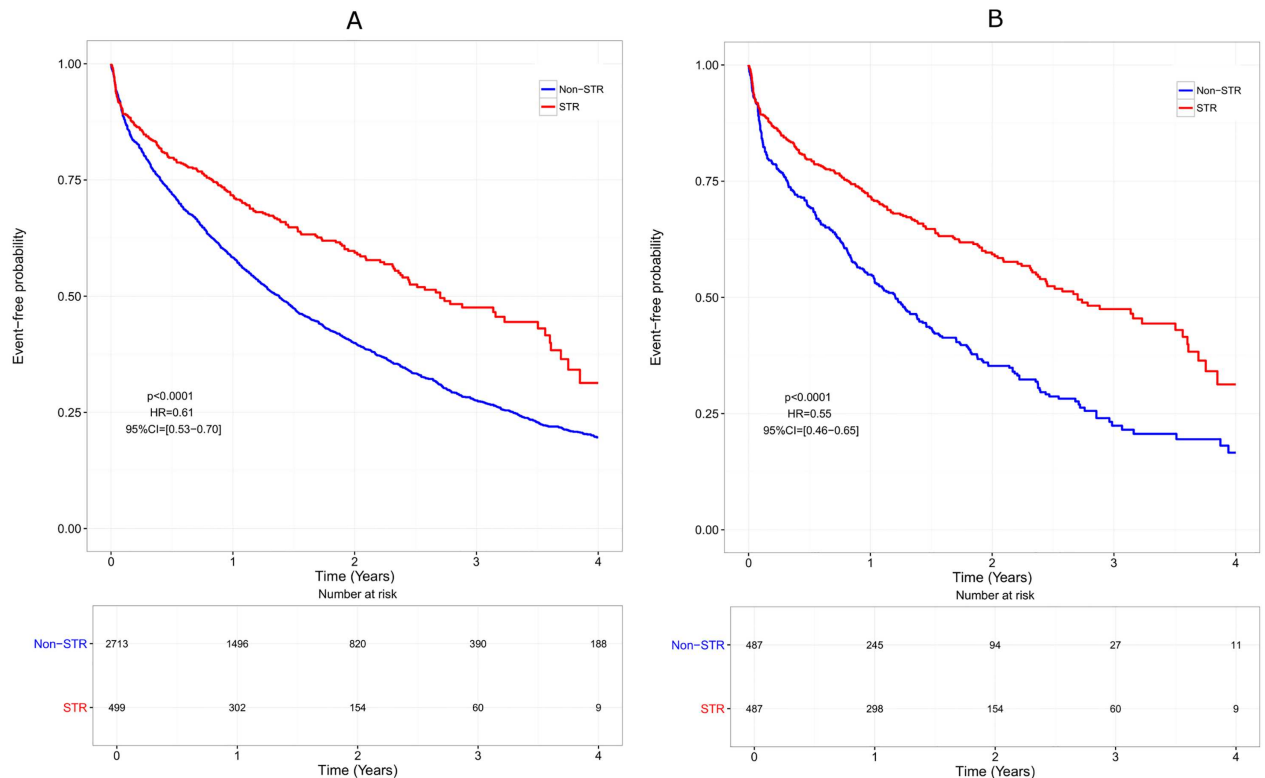 A
1.00
0.75
0.50
0.25
0.00
Event-free probability
Non−STR
STR
p<0.0001
HR=0.61
95%CI=[0.53−0.70]
0 1 2 3 4
Time (Years)
Number at risk
Non−STR 2713 1496 820 390 188
STR 499 302 154 60 9
0 1 2 3 4
Time (Years)
B
1.00
0.75
0.50
0.25
0.00
Event-free probability
Non−STR
STR
p<0.0001
HR=0.55
95%CI=[0.46−0.65]
0 1 2 3 4
Time (Years)
Number at risk
Non−STR 487 245 94 27 11
STR 487 298 154 60 9
0 1 2 3 4
Time (Years)